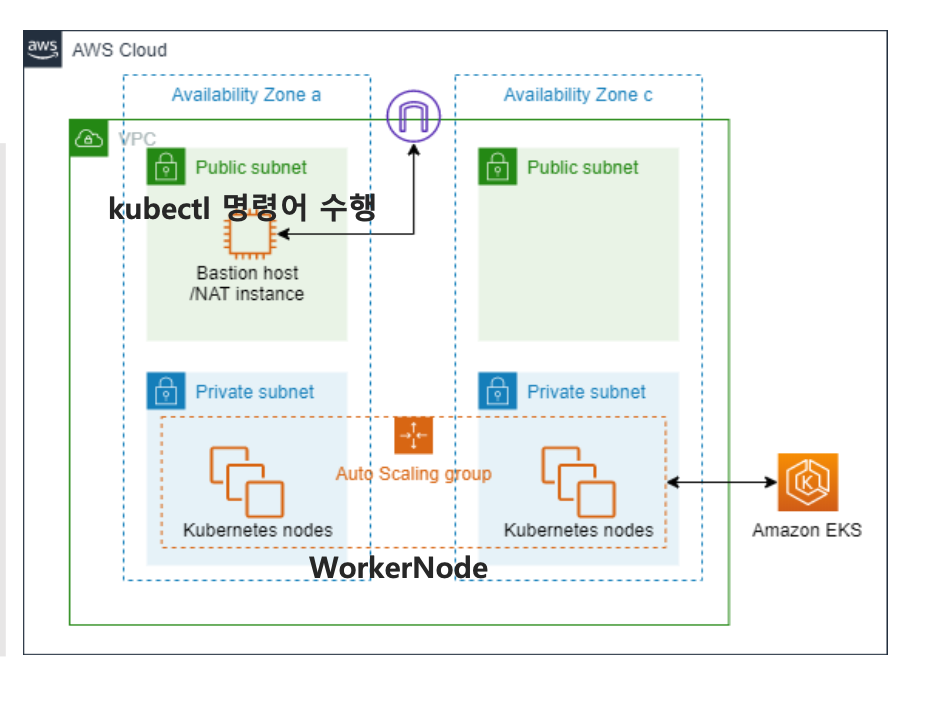 aws
AWS Cloud
Availability Zone a
Availability Zone c
VPC
Public subnet
Public subnet
kubectl 명령어 수행
Bastion host
/NAT instance
Private subnet
Private subnet
Auto Scaling group
Kubernetes nodes
Kubernetes nodes
K
Amazon EKS
WorkerNode